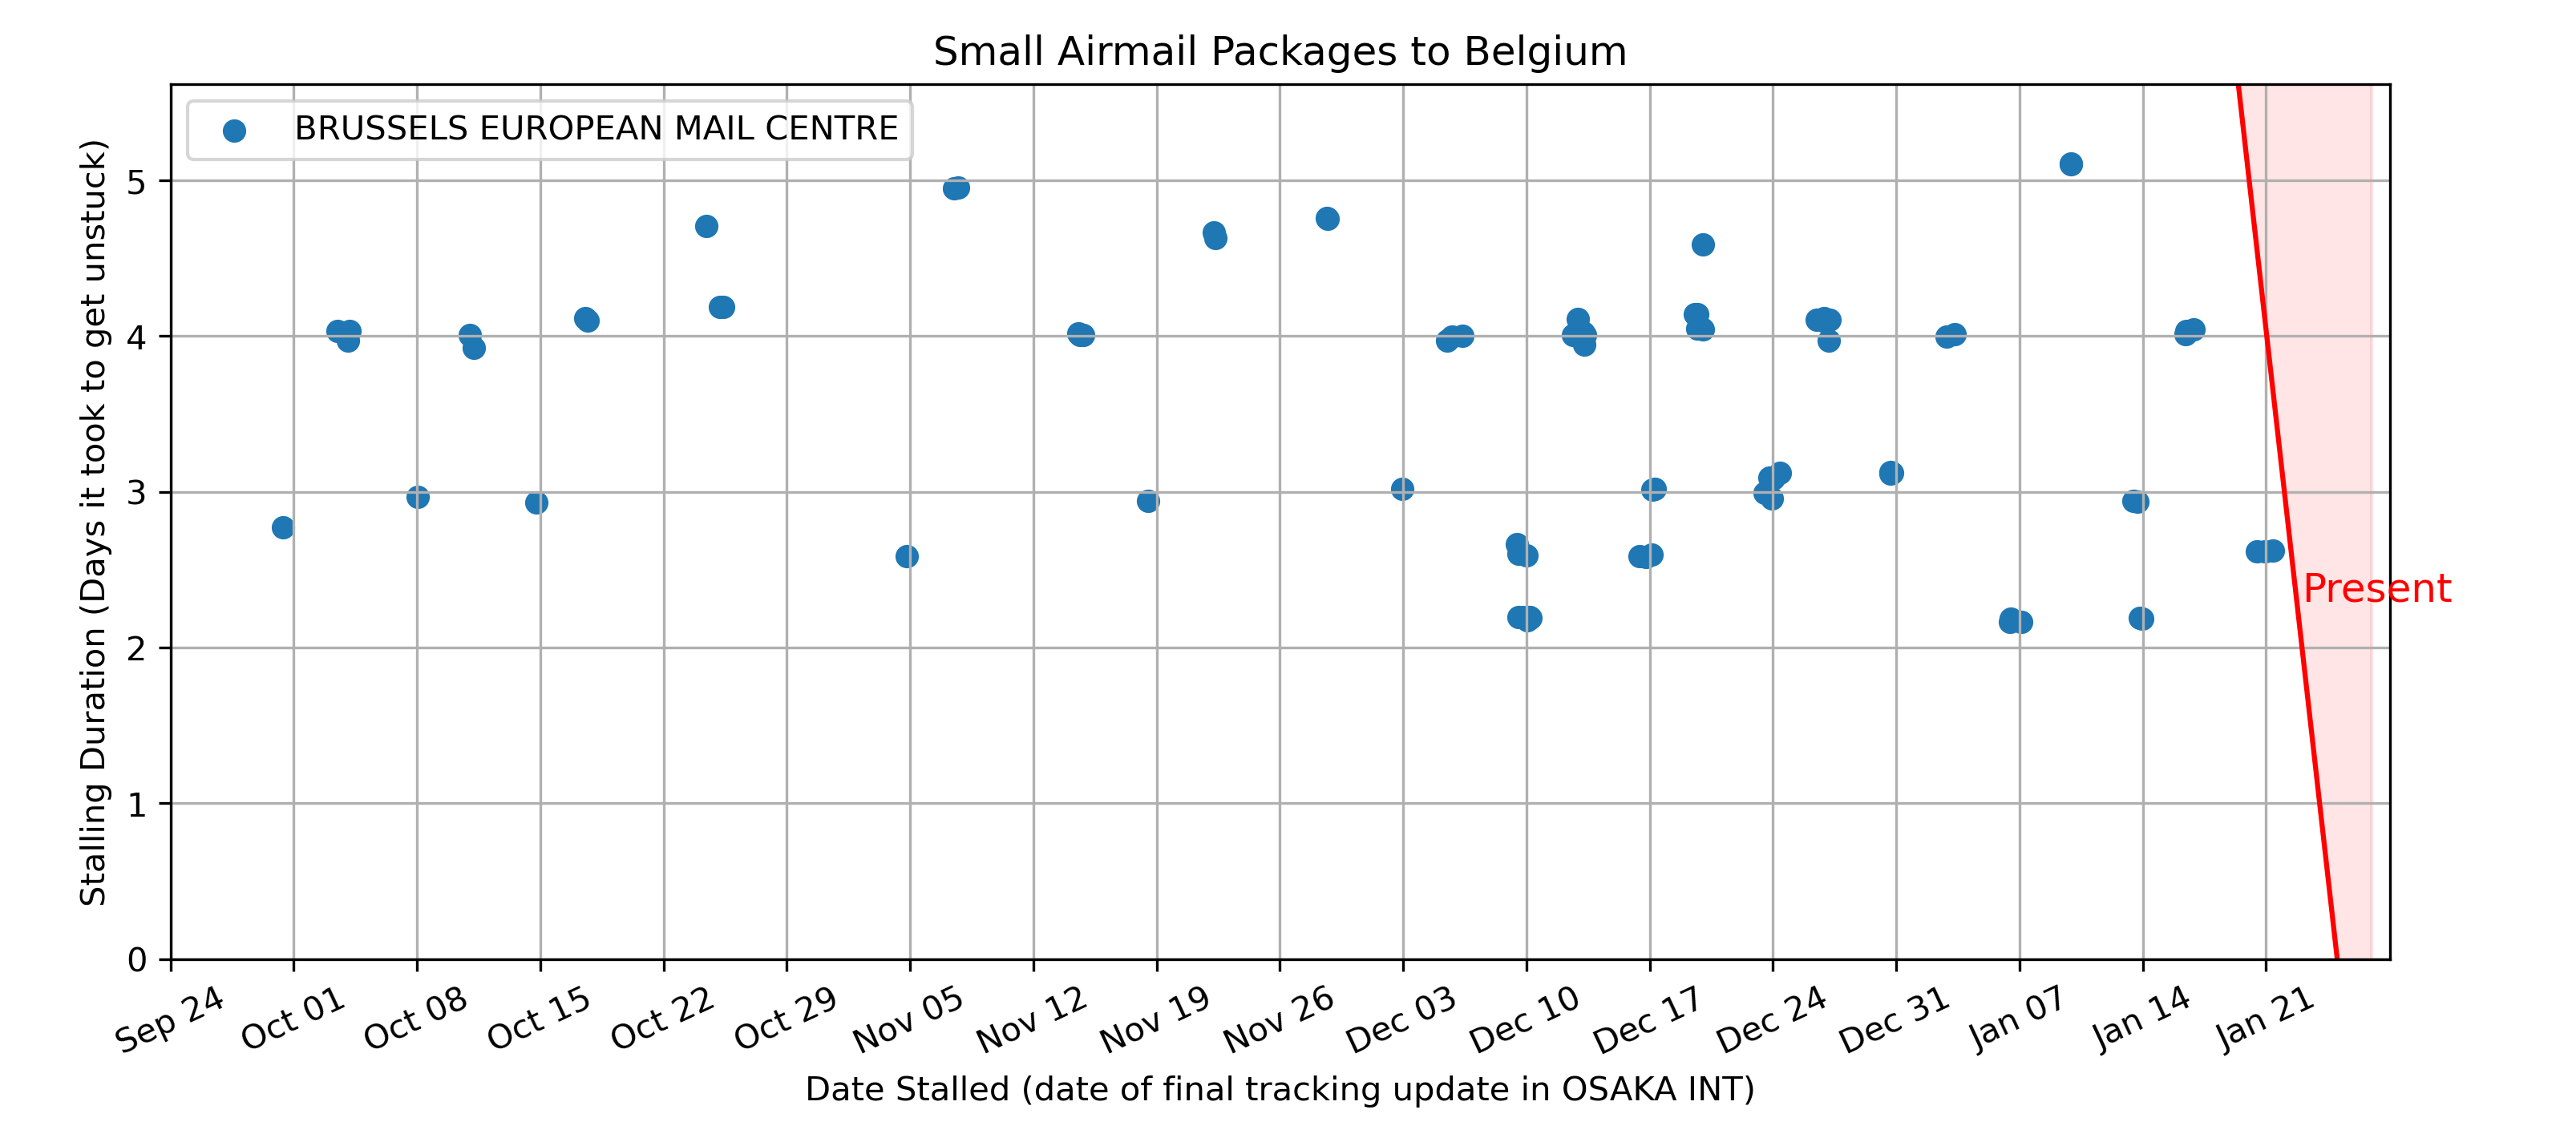 Small Airmail Packages to Belgium
BRUSSELS EUROPEAN MAIL CENTRE
Stalling Duration (Days it took to get unstuck)
5
4
3
2
1
0
Present
Sep 24
Oct 01
Oct 08
Oct 15
Oct 22
Oct 29
Nov 05
Nov 12
Nov 19
Nov 26
Dec 03
Dec 10
Dec 17
Dec 24
Dec 31
Jan 07
Jan 14
Jan 21
Date Stalled (date of final tracking update in OSAKA INT)